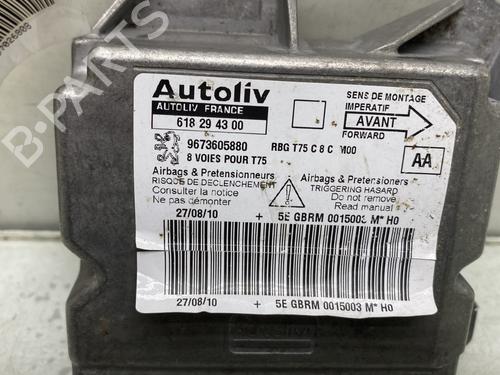 Autoliv
AUTOLIV FRANCE
618 29 43 00
SENS DE MONTAGE
IMPERATIF
AVANT
FORWARD
9673605880 RBG T75 C 8 C M00
8 VOIES POUR T75
AA
Airbags & Pretensionneurs
RISQUE DE DECLENCHEMENT
Consulter la notice
Ne pas démonter
Airbags & Pretensioners
TRIGGERING HASARD
Do not remove
Read manual
27/08/10 + 5E GBRM 0015003 M* H0
27/08/10 + 5E GBRM 0015003 M* H0
B-PARTS